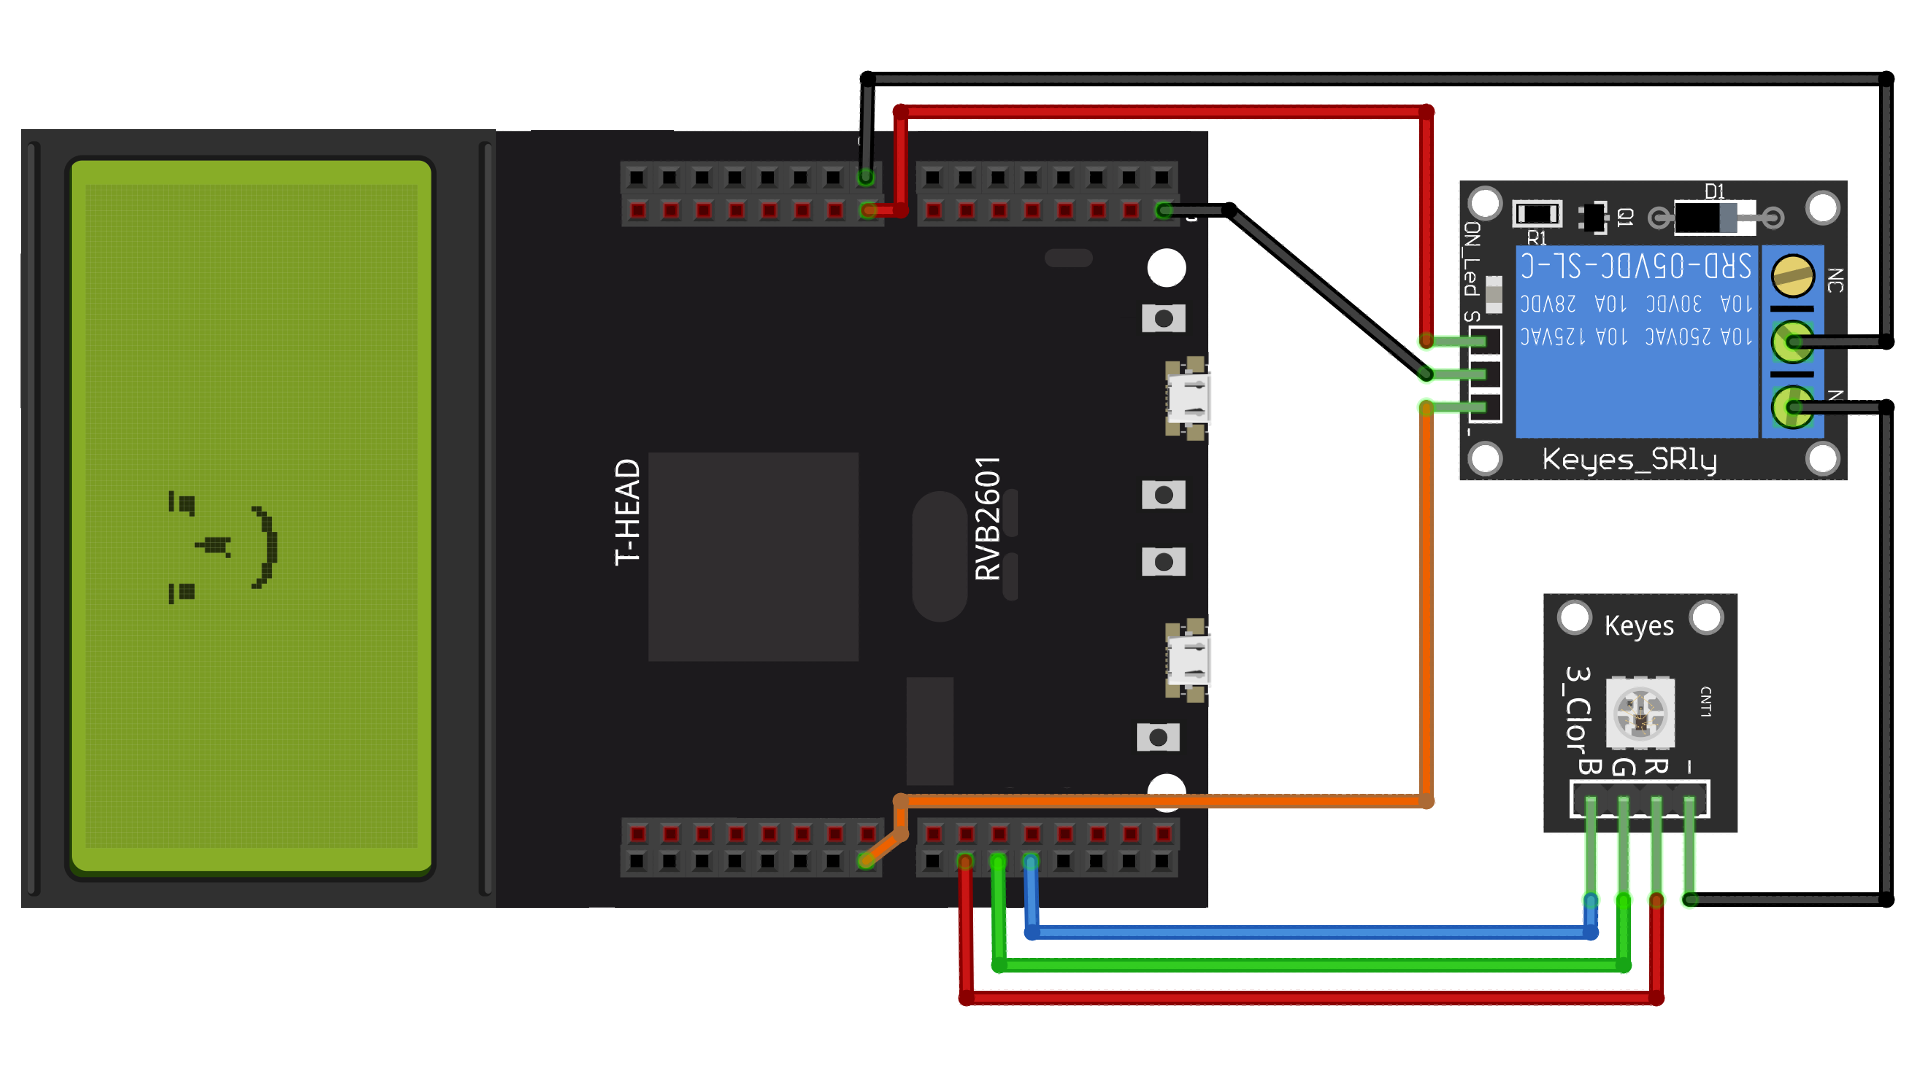 T-HEAD
RVB2601
D1
Q1
R1
ON_Led
S
-
SRD-05VDC-SL-C
10A 30VDC 10A 28VDC
10A 250VAC 10A 125VAC
NC
Keyes_SRly
Keyes
3_Clor
CNT1
B G R -